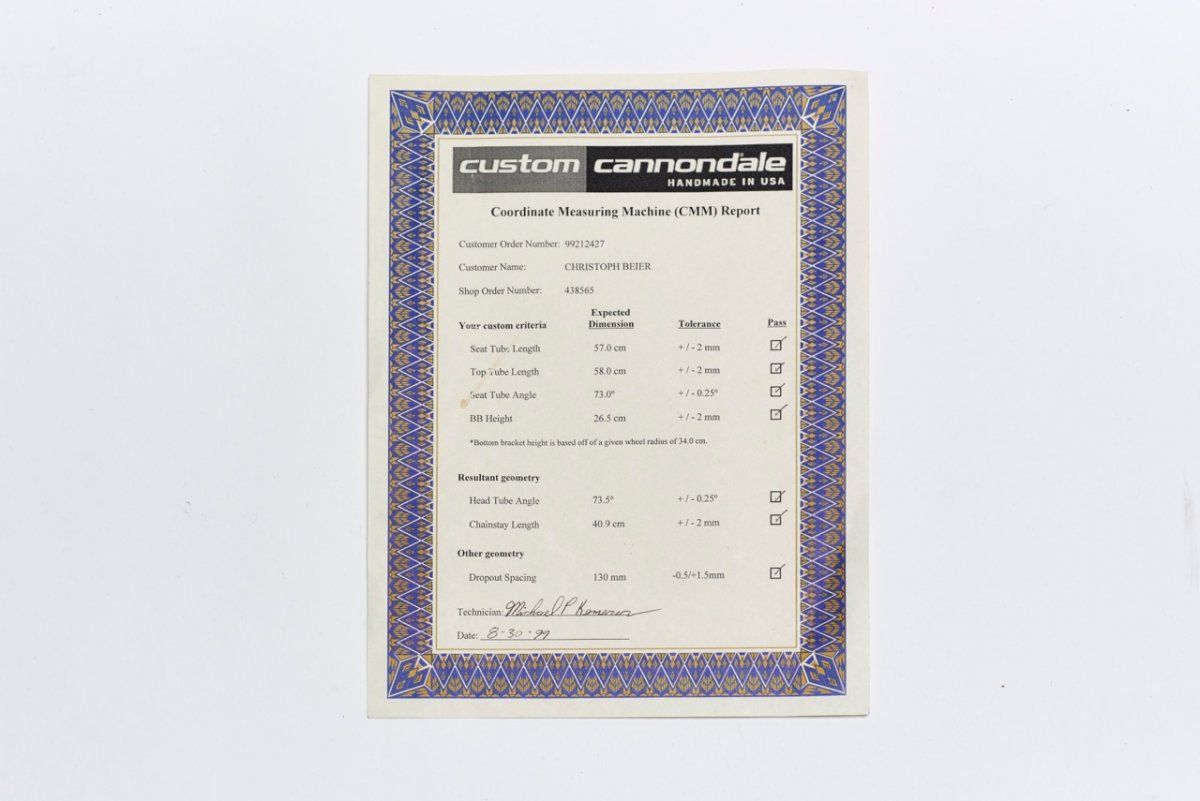 custom cannondale
HANDMADE IN USA
Coordinate Measuring Machine (CMM) Report
Customer Order Number: 99212427
Customer Name: CHRISTOPH BEIER
Shop Order Number: 438565
Your custom criteria Expected Dimension Tolerance Pass
Seat Tube Length 57.0 cm + / - 2 mm
Top Tube Length 58.0 cm + / - 2 mm
Seat Tube Angle 73.0º + / - 0.25º
BB Height 26.5 cm + / - 2 mm
*Bottom bracket height is based off of a given wheel radius of 34.0 cm.
Resultant geometry
Head Tube Angle 73.5º + / - 0.25º
Chainstay Length 40.9 cm + / - 2 mm
Other geometry
Dropout Spacing 130 mm -0.5/+1.5mm
Technician: Michael P
Date: 8-30-99